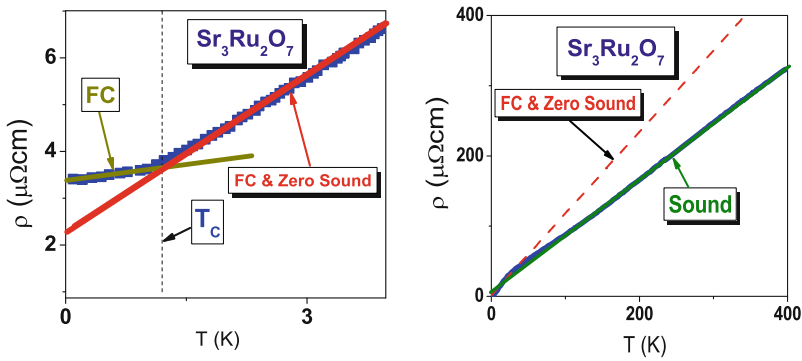 Sr₃Ru₂O₇
FC
FC & Zero Sound
T_C
6
4
2
0
3
ρ (μΩcm)
T (K)
400
200
0
Sr₃Ru₂O₇
FC & Zero Sound
Sound
0
200
400
ρ (μΩcm)
T (K)